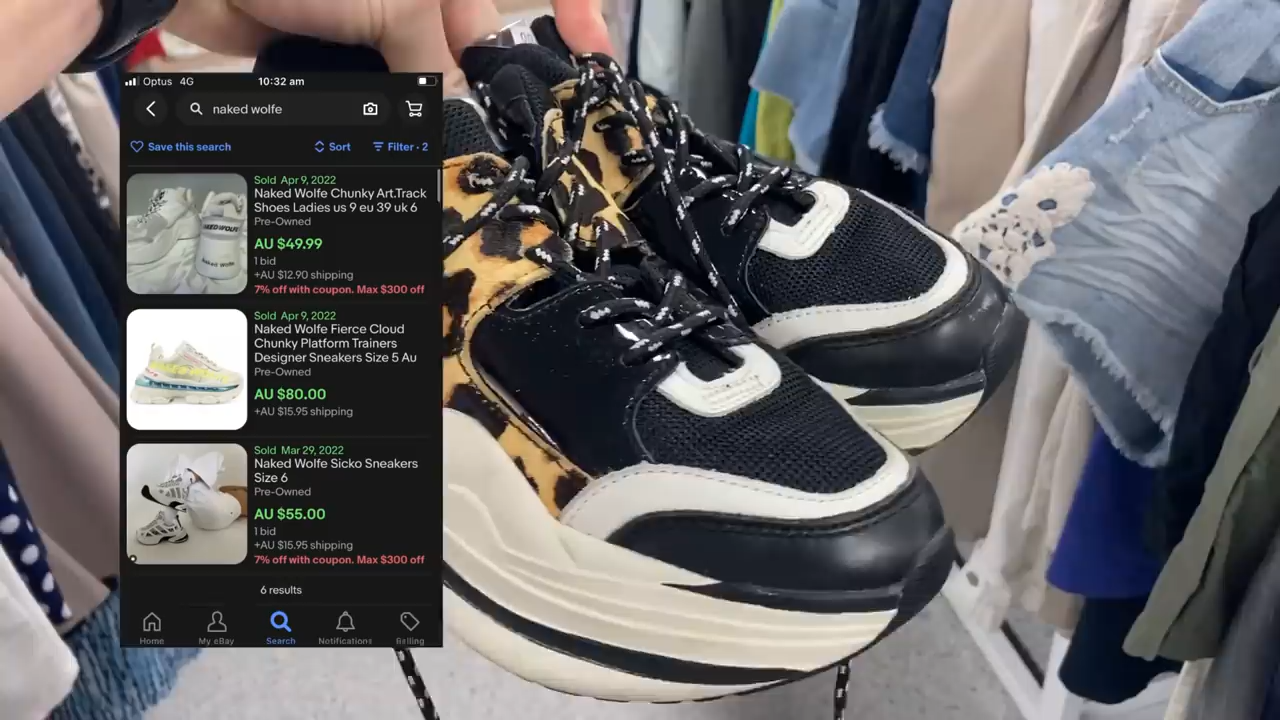 Optus 4G 10:32 am
naked wolfe
Save this search Sort Filter · 2
Sold Apr 9, 2022
Naked Wolfe Chunky Art.Track
Shoes Ladies us 9 eu 39 uk 6
Pre-Owned
AU $49.99
1 bid
+AU $12.90 shipping
7% off with coupon. Max $300 off
NAKED WOLFE
Naked Wolfe
Sold Apr 9, 2022
Naked Wolfe Fierce Cloud
Chunky Platform Trainers
Designer Sneakers Size 5 Au
Pre-Owned
AU $80.00
+AU $15.95 shipping
Sold Mar 29, 2022
Naked Wolfe Sicko Sneakers
Size 6
Pre-Owned
AU $55.00
1 bid
+AU $15.95 shipping
7% off with coupon. Max $300 off
6 results
Home My eBay Search Notifications Selling